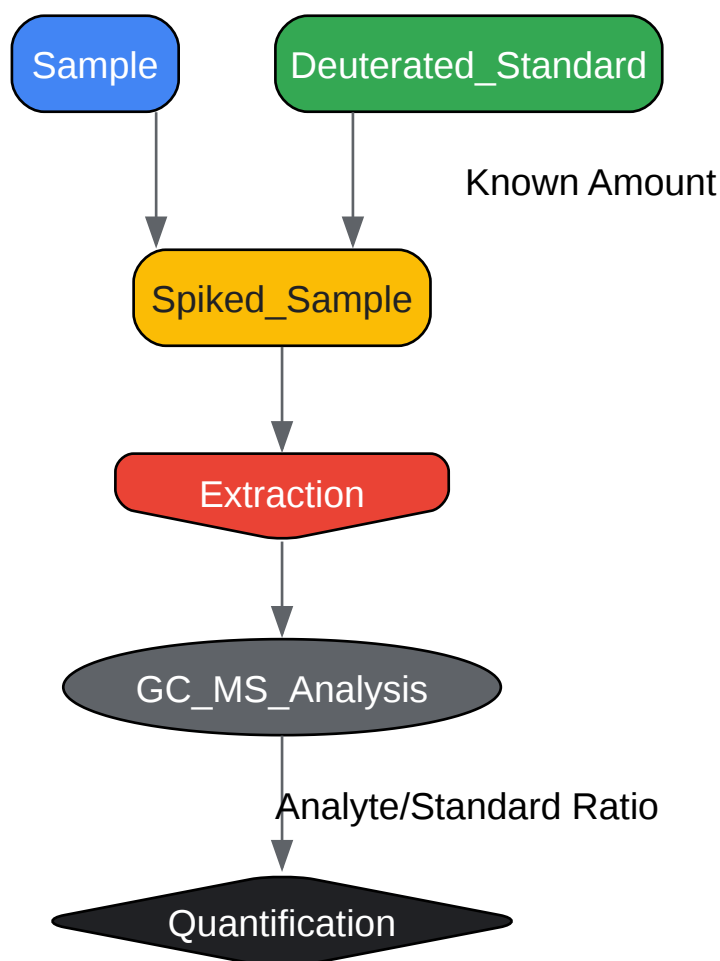 Sample
Deuterated_Standard
Known Amount
Spiked_Sample
Extraction
GC_MS_Analysis
Analyte/Standard Ratio
Quantification